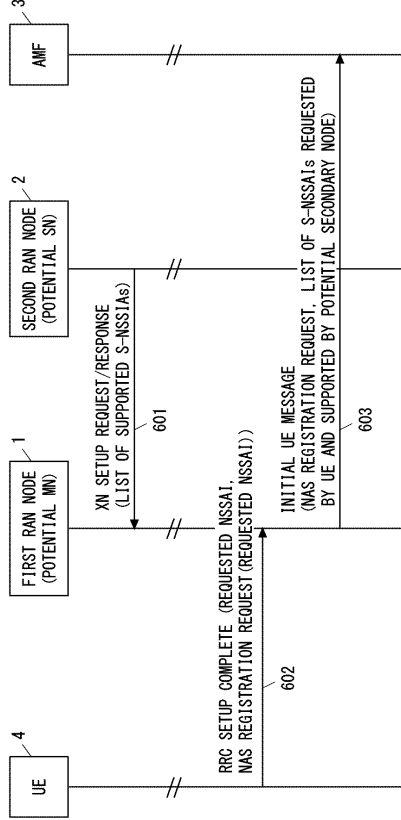 4
UE
1
FIRST RAN NODE
(POTENTIAL MN)
2
SECOND RAN NODE
(POTENTIAL SN)
3
AMF
XN SETUP REQUEST/RESPONSE
(LIST OF SUPPORTED S-NSSIAs)
601
RRC SETUP COMPLETE (REQUESTED NSSAI,
NAS REGISTRATION REQUEST(REQUESTED NSSAI))
602
INITIAL UE MESSAGE
(NAS REGISTRATION REQUEST, LIST OF S-NSSAIs REQUESTED
BY UE AND SUPPORTED BY POTENTIAL SECONDARY NODE)
603